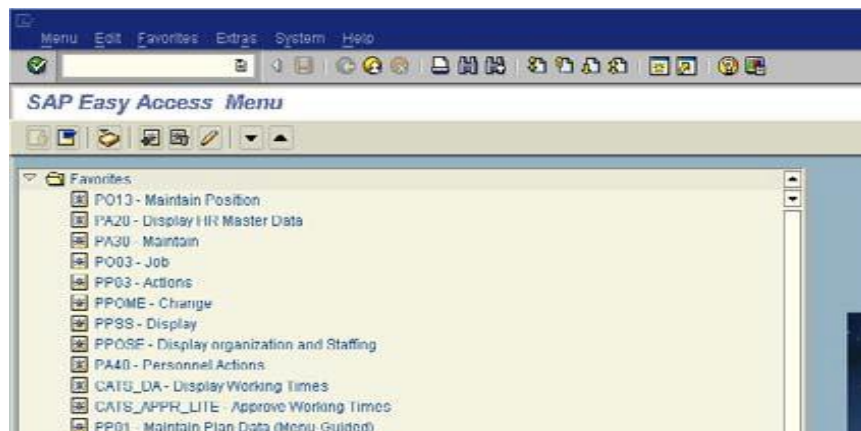 Menu Edit Favorites Extras System Help
SAP Easy Access Menu
Favorites
PO13 - Maintain Position
PA20 - Display HR Master Data
PA30 - Maintain
PO03 - Job
PP03 - Actions
PPOME - Change
PPSS - Display
PPOSE - Display organization and Staffing
PA40 - Personnel Actions
CATS_DA - Display Working Times
CATS_APPR_LITE - Approve Working Times
PP01 - Maintain Plan Data (Menu-Guided)